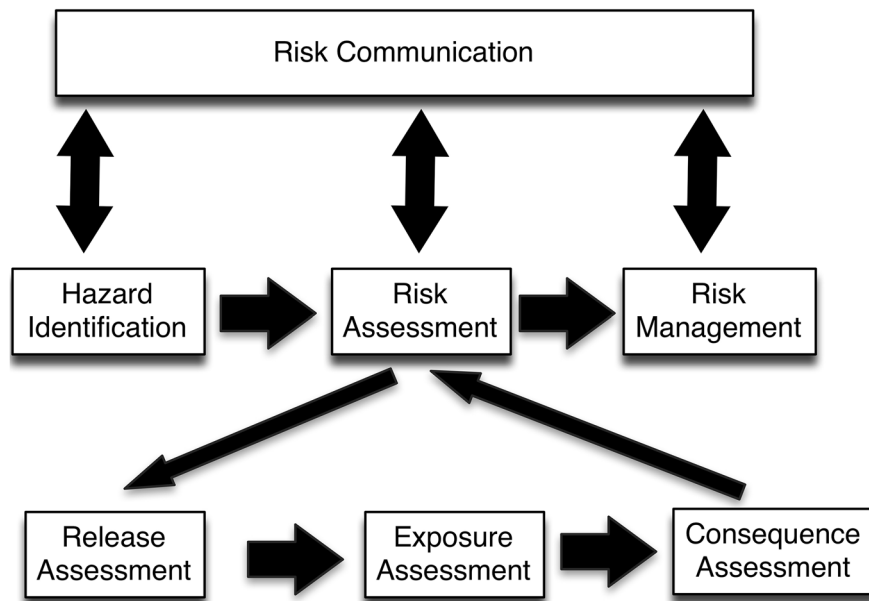 Risk Communication
Hazard
Identification
Risk
Assessment
Risk
Management
Release
Assessment
Exposure
Assessment
Consequence
Assessment